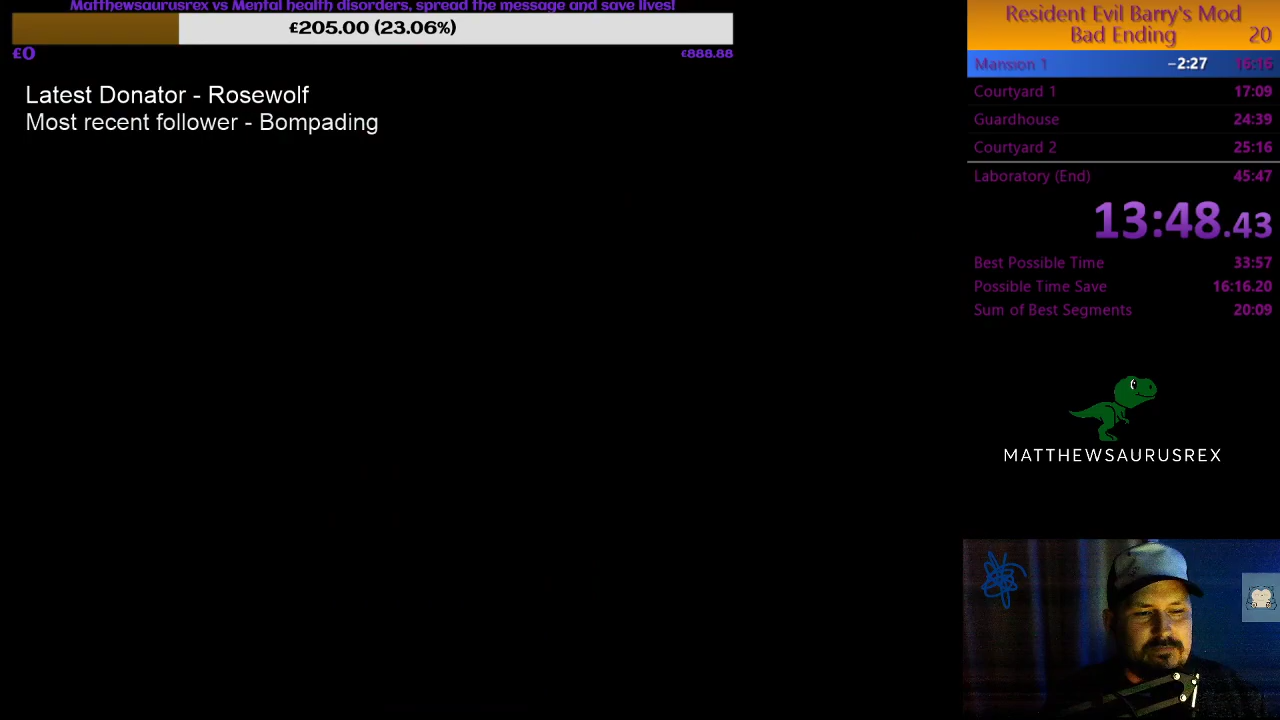 Matthewsaurusrex vs Mental health disorders, spread the message and save lives!
£205.00 (23.06%)
£0
£888.88
Latest Donator - Rosewolf
Most recent follower - Bompading
Resident Evil Barry's Mod
Bad Ending 20
Mansion 1 −2:27 16:16
Courtyard 1 17:09
Guardhouse 24:39
Courtyard 2 25:16
Laboratory (End) 45:47
13:48.43
Best Possible Time 33:57
Possible Time Save 16:16.20
Sum of Best Segments 20:09
MATTHEWSAURUSREX